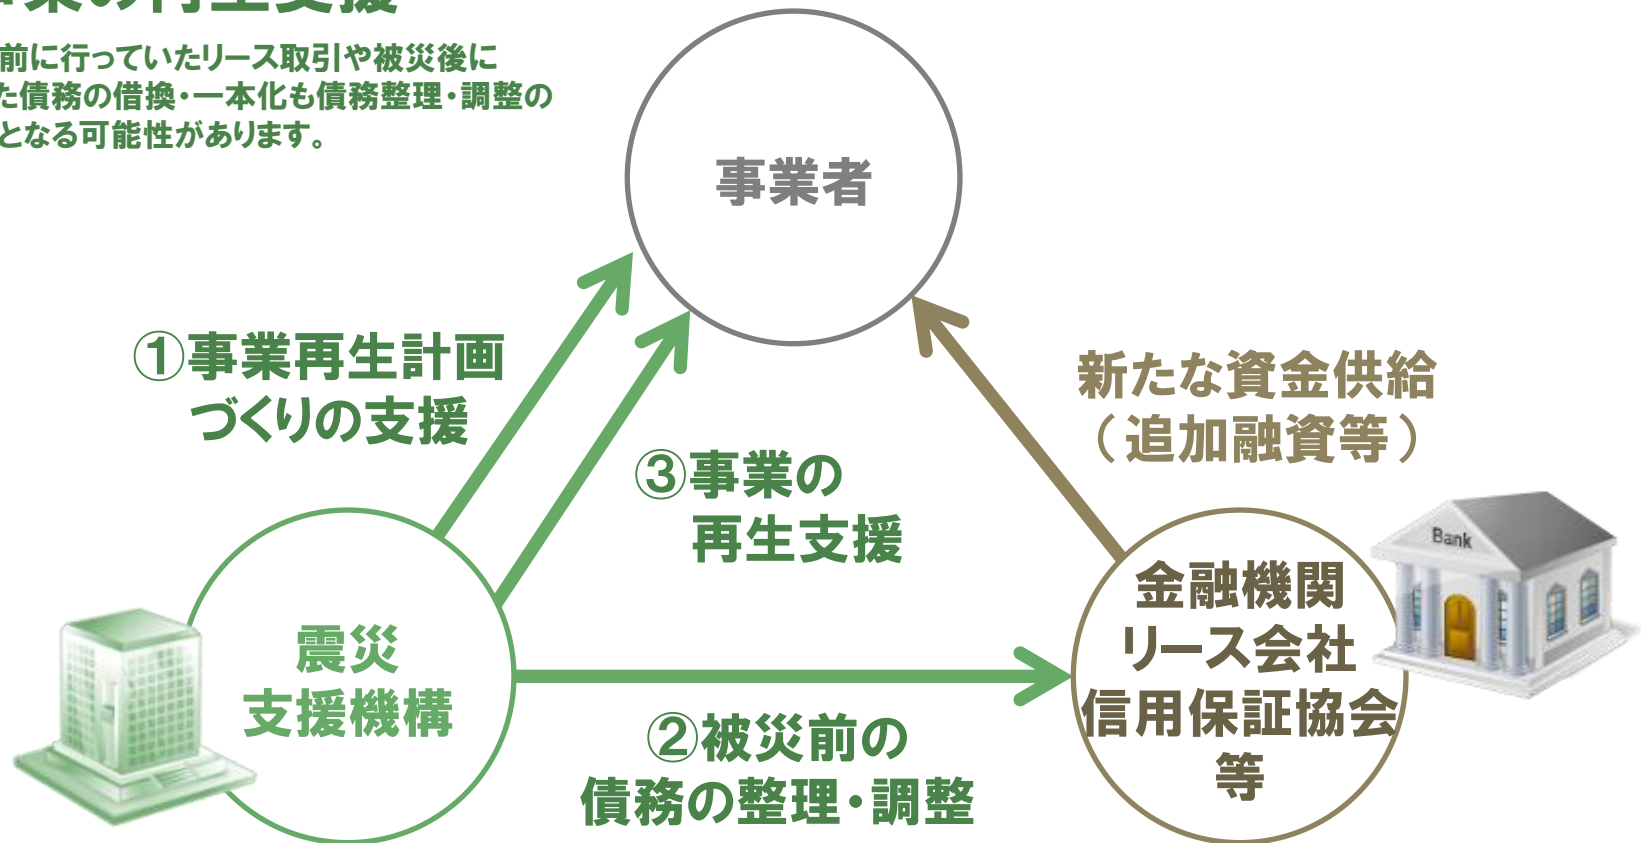 業の再生支援
前に行っていたリース取引や被災後に
た債務の借換・一本化も債務整理・調整の
となる可能性があります。
事業者
①事業再生計画
づくりの支援
新たな資金供給
（追加融資等）
③事業の
再生支援
Bank
金融機関
リース会社
信用保証協会
等
震災
支援機構
②被災前の
債務の整理・調整